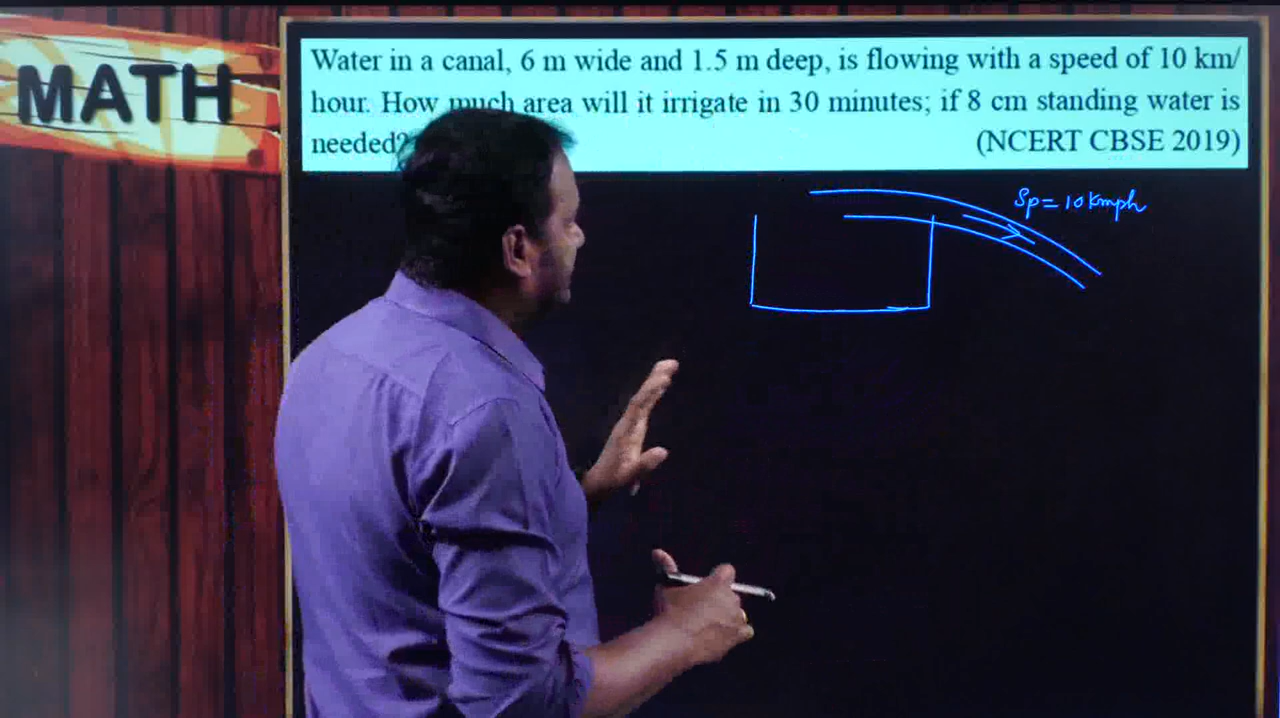 MATH
Water in a canal, 6 m wide and 1.5 m deep, is flowing with a speed of 10 km/
hour. How much area will it irrigate in 30 minutes; if 8 cm standing water is
needed? (NCERT CBSE 2019)
Sp = 10 kmph